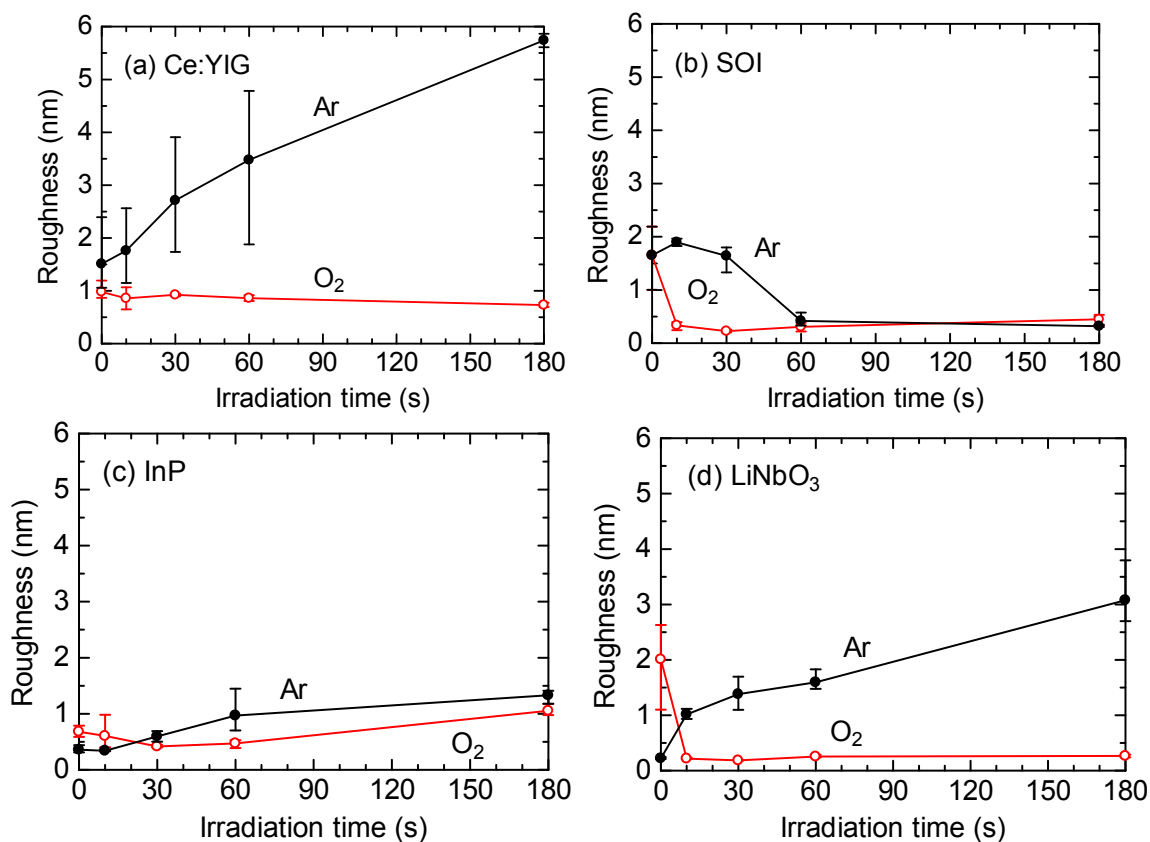 (a) Ce:YIG
Roughness (nm)
6
5
4
3
2
1
0
Ar
O₂
0 30 60 90 120 150 180
Irradiation time (s)
(b) SOI
Roughness (nm)
6
5
4
3
2
1
0
Ar
O₂
0 30 60 90 120 150 180
Irradiation time (s)
(c) InP
Roughness (nm)
6
5
4
3
2
1
0
Ar
O₂
0 30 60 90 120 150 180
Irradiation time (s)
(d) LiNbO₃
Roughness (nm)
6
5
4
3
2
1
0
Ar
O₂
0 30 60 90 120 150 180
Irradiation time (s)